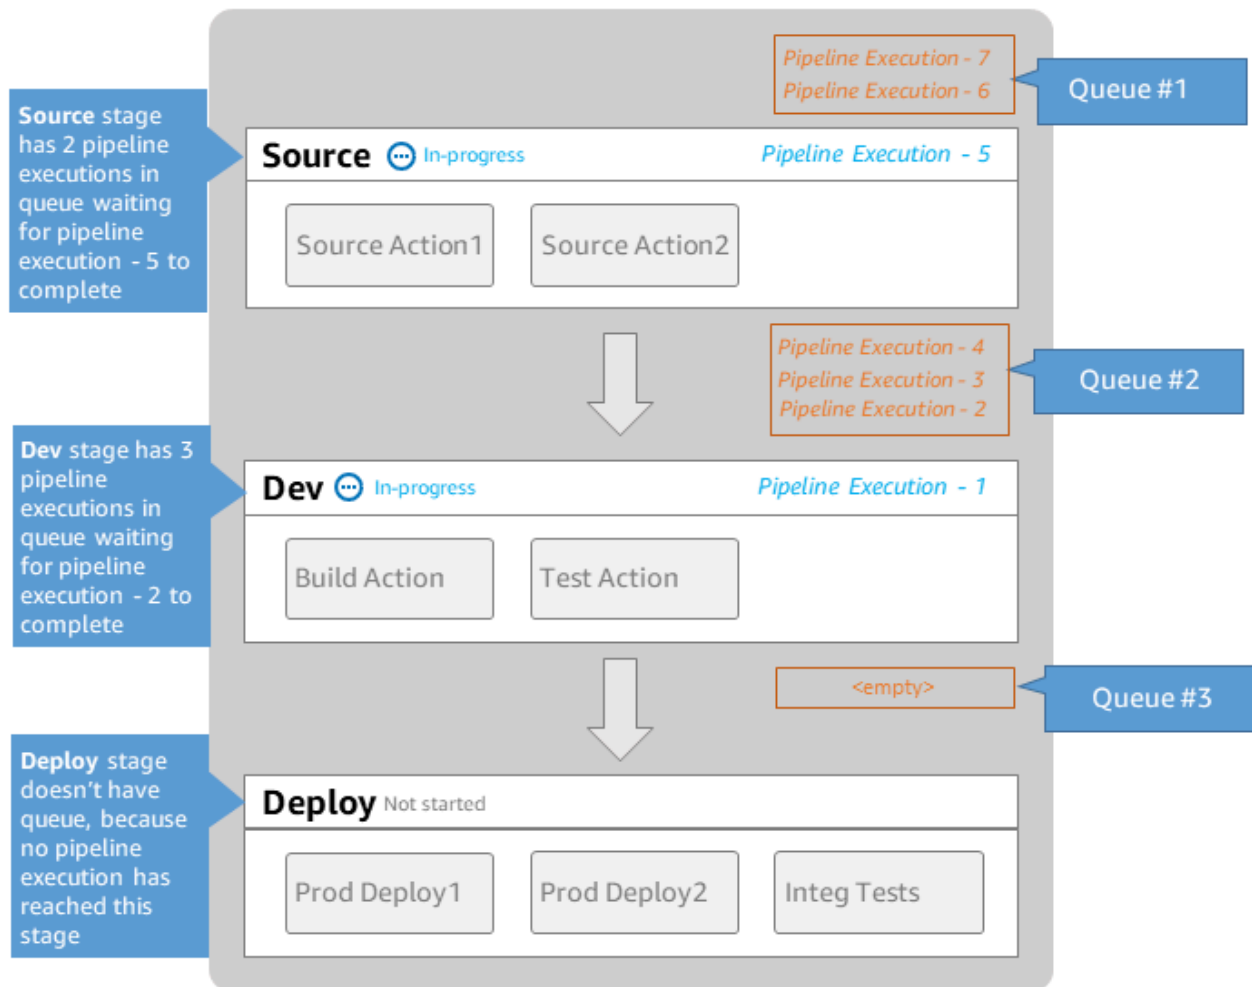 Pipeline Execution - 7
Pipeline Execution - 6
Queue #1
Source stage
has 2 pipeline
executions in
queue waiting
for pipeline
execution - 5 to
complete
Source
In-progress
Pipeline Execution - 5
Source Action1
Source Action2
Pipeline Execution - 4
Pipeline Execution - 3
Pipeline Execution - 2
Queue #2
Dev stage has 3
pipeline
executions in
queue waiting
for pipeline
execution - 2 to
complete
Dev
In-progress
Pipeline Execution - 1
Build Action
Test Action
<empty>
Queue #3
Deploy stage
doesn't have
queue, because
no pipeline
execution has
reached this
stage
Deploy
Not started
Prod Deploy1
Prod Deploy2
Integ Tests